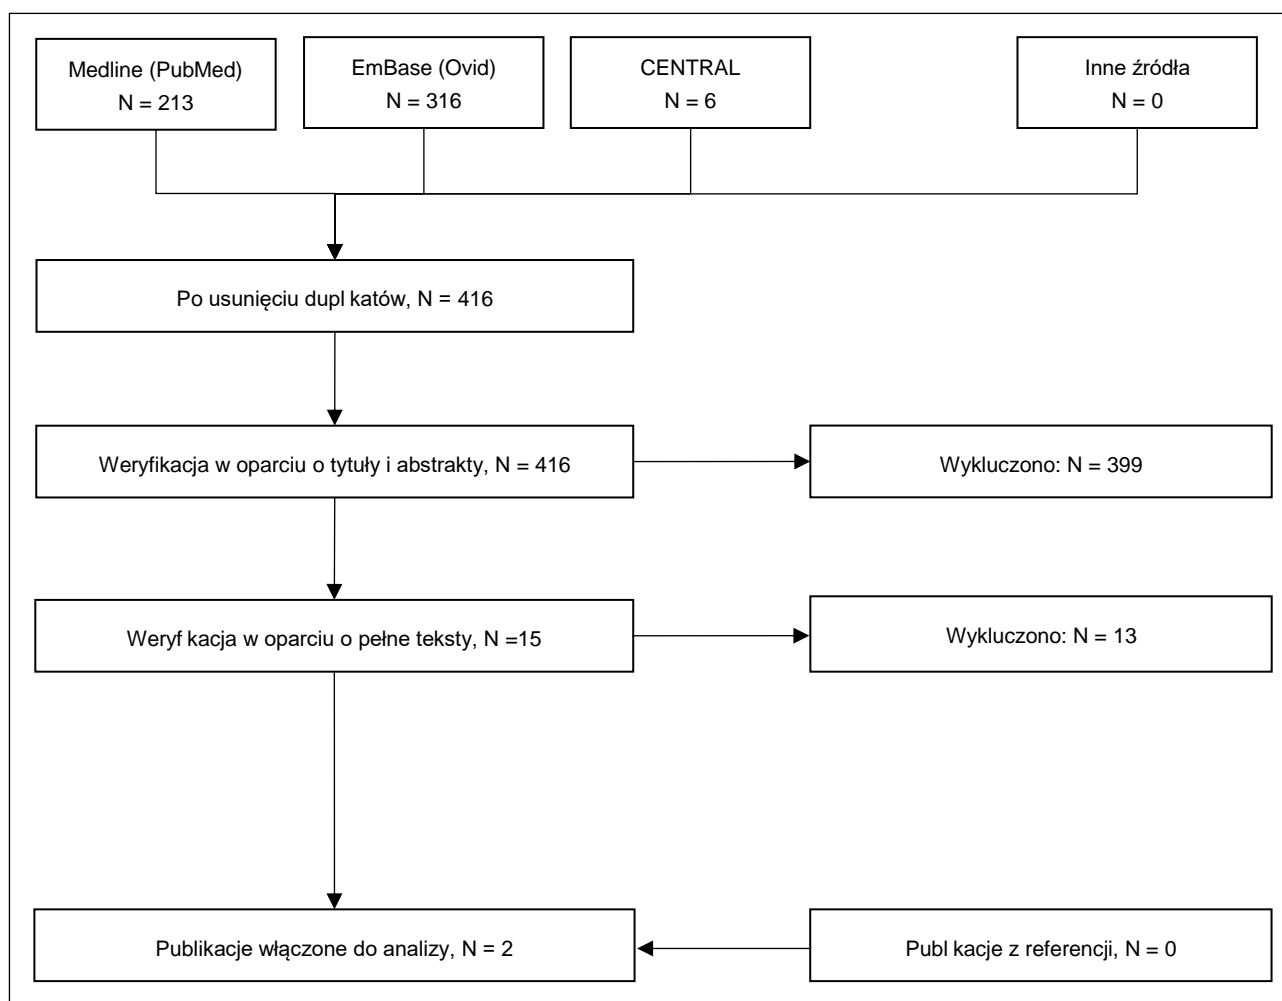 Medline (PubMed)
N = 213
EmBase (Ovid)
N = 316
CENTRAL
N = 6
Inne źródła
N = 0
Po usunięciu dupl katów, N = 416
Weryfikacja w oparciu o tytuły i abstrakty, N = 416
Wykluczono: N = 399
Weryf kacja w oparciu o pełne teksty, N =15
Wykluczono: N = 13
Publikacje włączone do analizy, N = 2
Publ kacje z referencji, N = 0